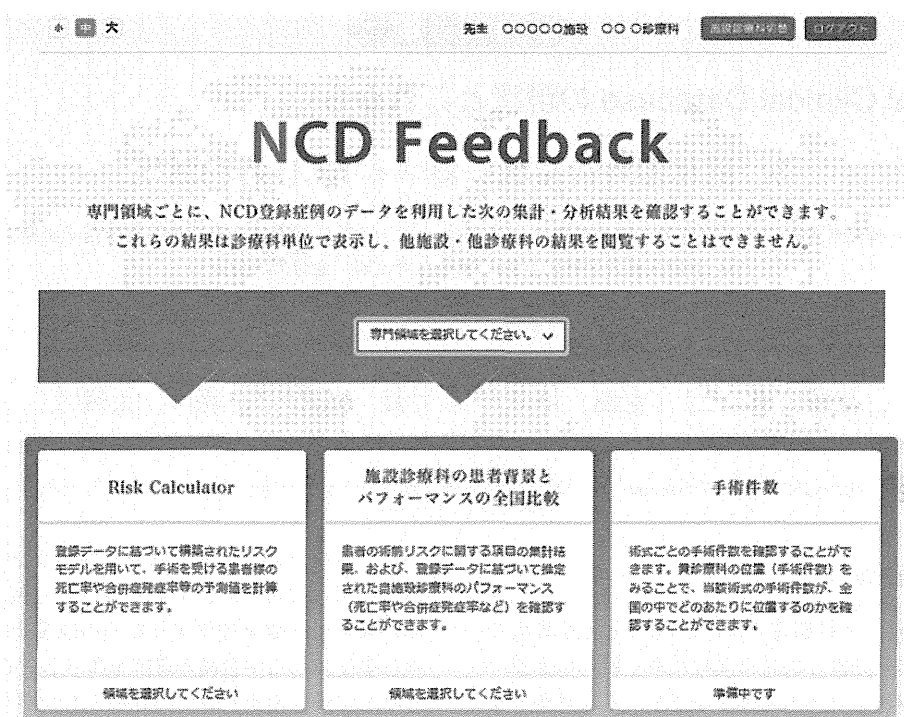 小 中 大
先生 ○○○○○施設 ○○○診療科 施設診療科切替 ログアウト
NCD Feedback
専門領域ごとに、NCD登録症例のデータを利用した次の集計・分析結果を確認することができます。
これらの結果は診療科単位で表示し、他施設・他診療科の結果を閲覧することはできません。
専門領域を選択してください。
Risk Calculator
登録データに基づいて構築されたリスク
モデルを用いて、手術を受ける患者様の
死亡率や合併症発症率等の予測値を計算
することができます。
領域を選択してください
施設診療科の患者背景と
パフォーマンスの全国比較
患者の術前リスクに関する項目の集計結
果、および、登録データに基づいて推定
された当施設診療科のパフォーマンス
(死亡率や合併症発症率など)を確認す
ることができます。
領域を選択してください
手術件数
術式ごとの手術件数を確認することがで
きます。貴診療科の位置(手術件数)を
みることで、当該術式の手術件数が、全
国の中でどのあたりに位置するのかを確
認することができます。
準備中です